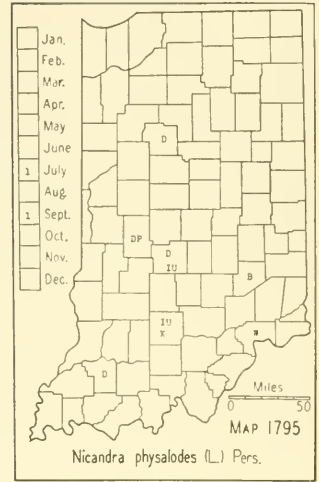 Jan.
Feb.
Mar.
Apr.
May
June
1 July
Aug.
1 Sept.
Oct.
Nov.
Dec.
D
DP
D
IU
B
IU
X
W
D
Miles
0 50
MAP 1795
Nicandra physalodes (L.) Pers.